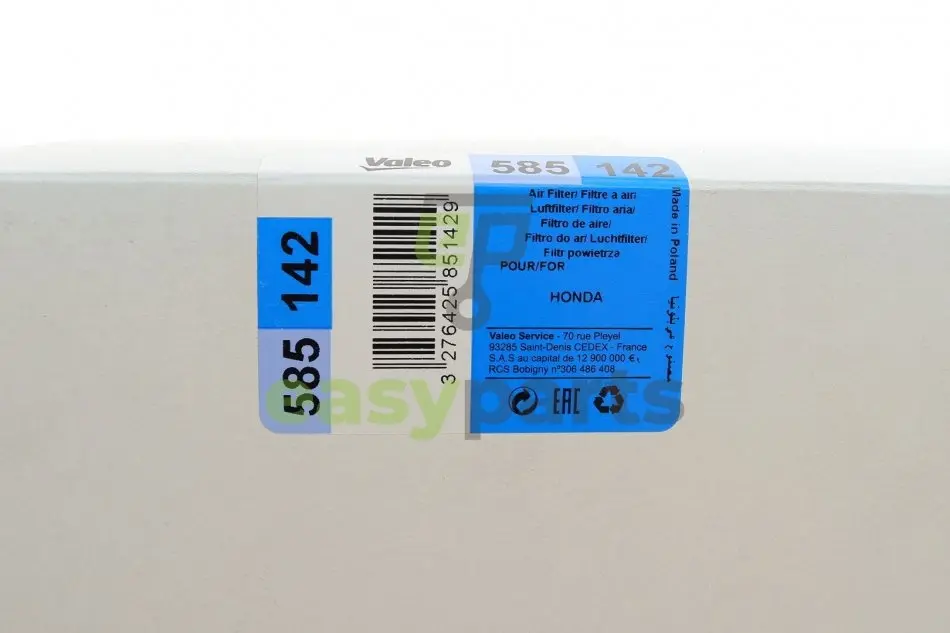 Valeo
585 142
585 142
3 276425 851429
Air Filter/ Filtre a air/
Luftfilter/ Filtro aria/
Filtro de aire/
Filtro do ar/ Luchtfilter/
Filtr powietrza
POUR/FOR
HONDA
Valeo Service - 70 rue Pleyel
93285 Saint-Denis CEDEX - France
S.A.S au capital de 12 900 000 €
RCS Bobigny n°306 486 408
EAC
Made in Poland
easyparts